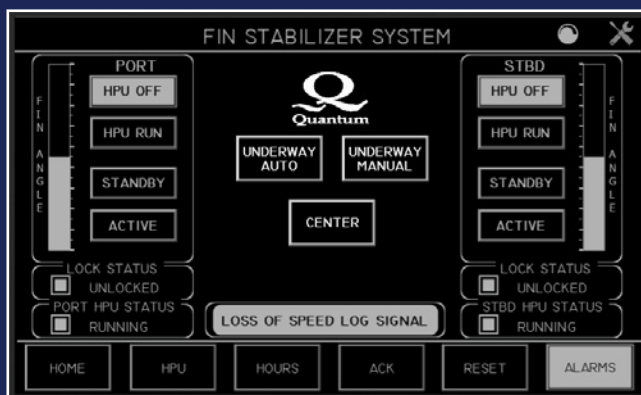 FIN STABILIZER SYSTEM
PORT
HPU OFF
HPU RUN
STANDBY
ACTIVE
FIN ANGLE
LOCK STATUS
UNLOCKED
PORT HPU STATUS
RUNNING
Q
Quantum
UNDERWAY
AUTO
UNDERWAY
MANUAL
CENTER
LOSS OF SPEED LOG SIGNAL
STBD
HPU OFF
HPU RUN
STANDBY
ACTIVE
FIN ANGLE
LOCK STATUS
UNLOCKED
STBD HPU STATUS
RUNNING
HOME
HPU
HOURS
ACK
RESET
ALARMS